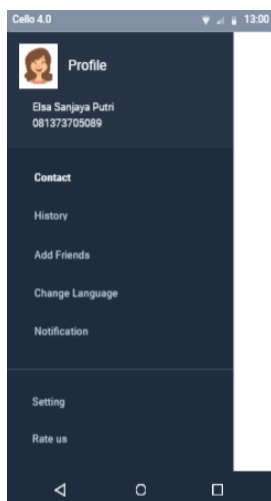 Cello 4.0 13:00
Profile
Elsa Sanjaya Putri
081373705089
Contact
History
Add Friends
Change Language
Notification
Setting
Rate us